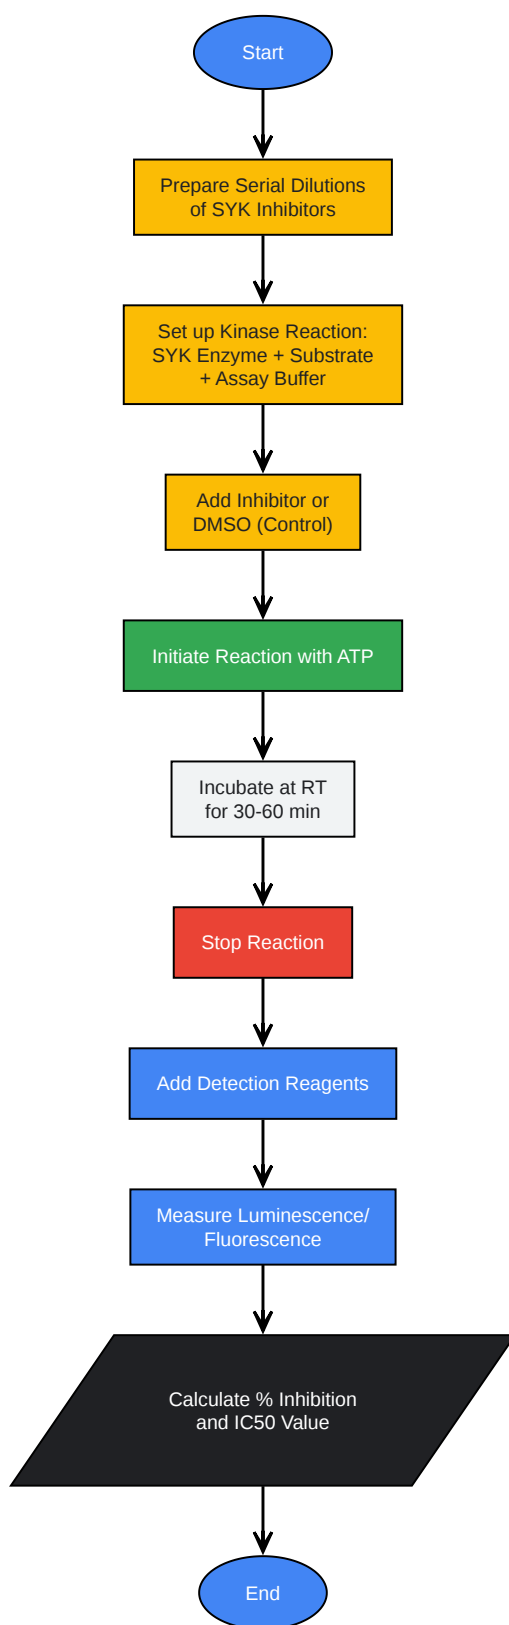 Start
Prepare Serial Dilutions
of SYK Inhibitors
Set up Kinase Reaction:
SYK Enzyme + Substrate
+ Assay Buffer
Add Inhibitor or
DMSO (Control)
Initiate Reaction with ATP
Incubate at RT
for 30-60 min
Stop Reaction
Add Detection Reagents
Measure Luminescence/
Fluorescence
Calculate % Inhibition
and IC50 Value
End